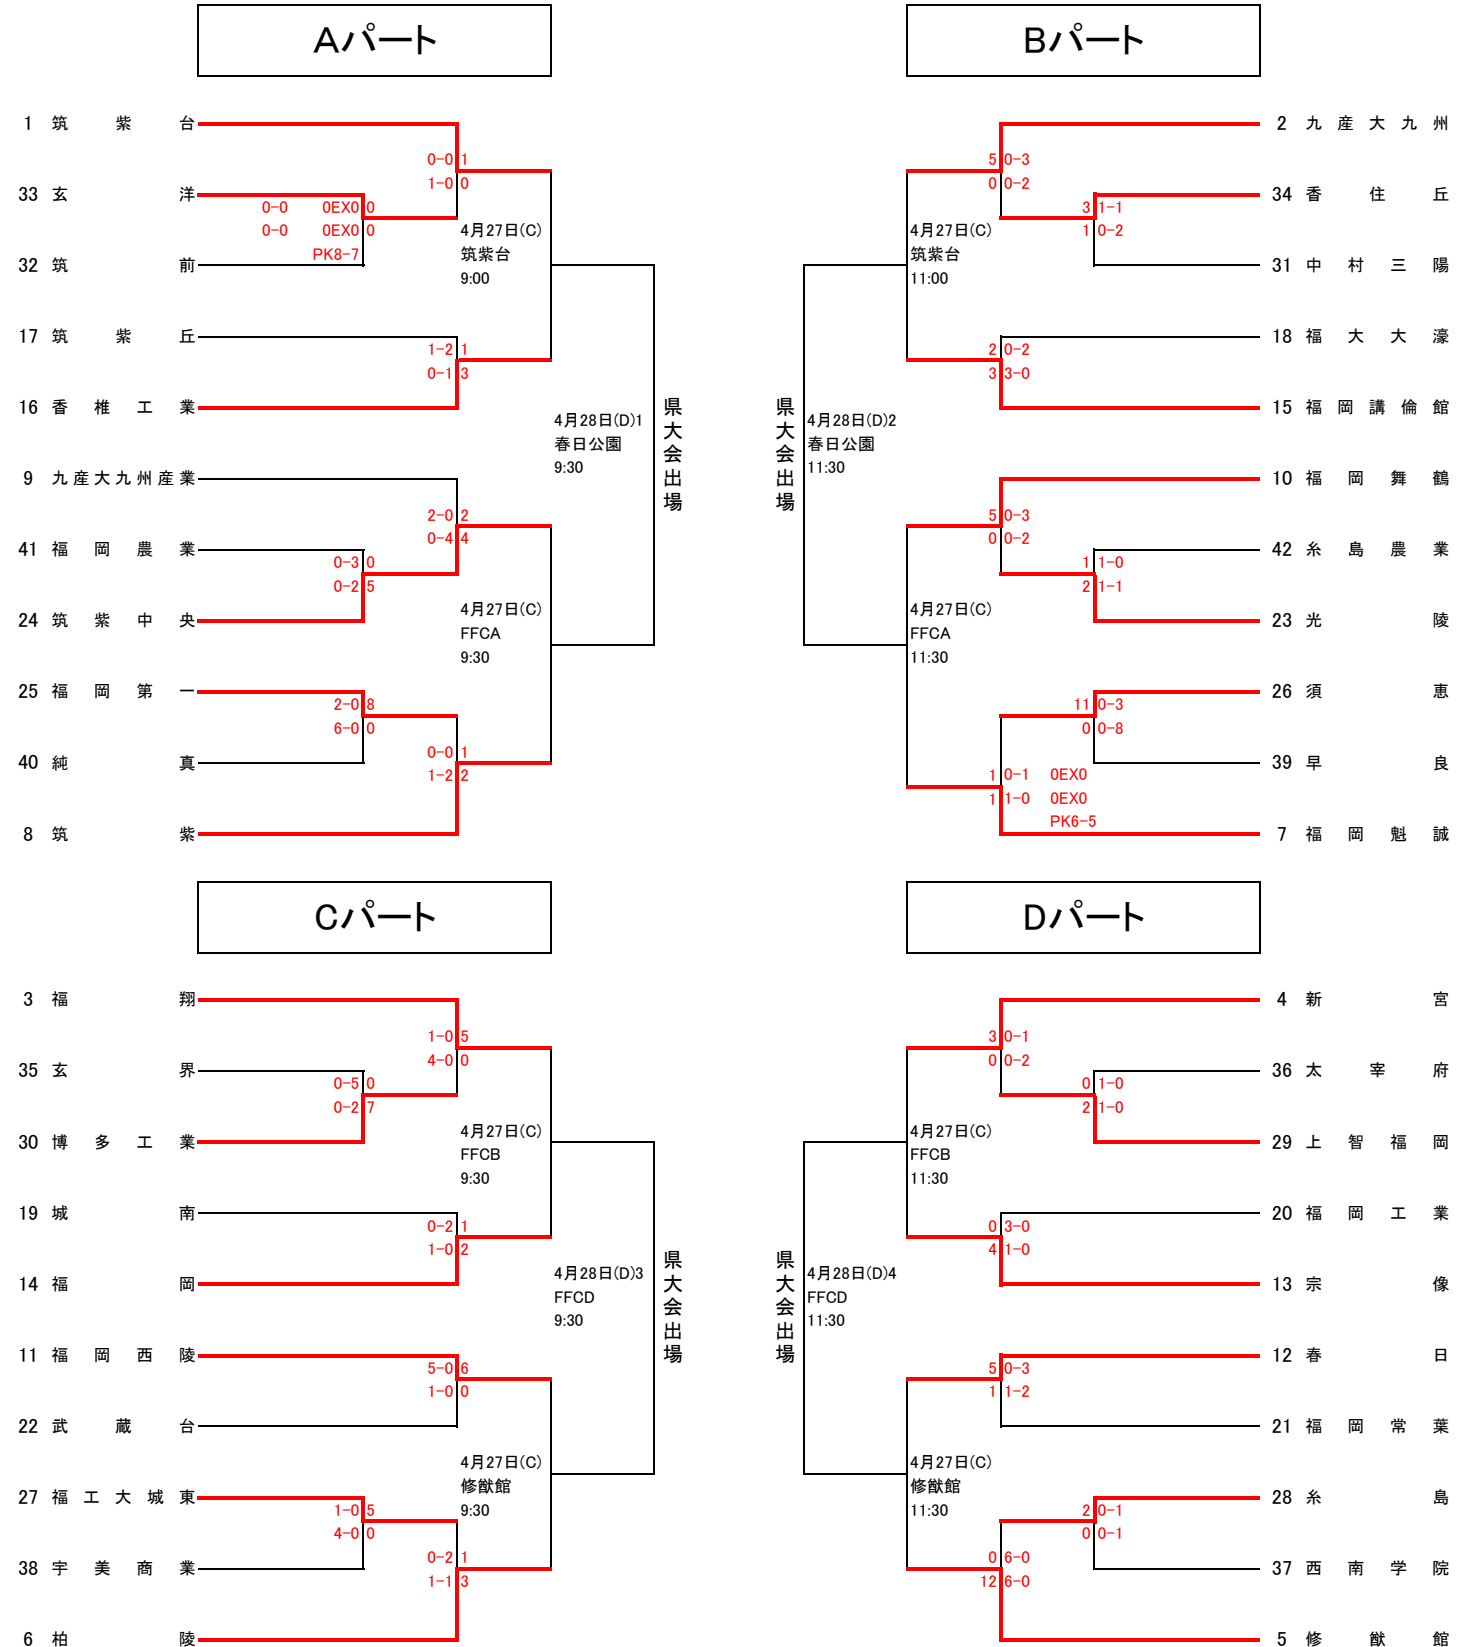 Aパート
1 筑紫台
0-0 1
1-0 0
33 玄洋
0-0 0EX0 0
0-0 0EX0 0
PK8-7
32 筑前
4月27日(C)
筑紫台
9:00
17 筑紫丘
1-2 1
0-1 3
16 香椎工業
4月28日(D)1
春日公園
9:30
県大会出場
9 九産大九州産業
2-0 2
0-4 4
41 福岡農業
0-3 0
0-2 5
24 筑紫中央
4月27日(C)
FFCA
9:30
25 福岡第一
2-0 8
6-0 0
40 純真
0-0 1
1-2 2
8 筑紫
Bパート
2 九産大九州
5 0-3
0 0-2
34 香住丘
3 1-1
1 0-2
31 中村三陽
4月27日(C)
筑紫台
11:00
18 福大大濠
2 0-2
3 3-0
15 福岡講倫館
県大会出場
4月28日(D)2
春日公園
11:30
10 福岡舞鶴
5 0-3
0 0-2
42 糸島農業
1 1-0
2 1-1
23 光陵
4月27日(C)
FFCA
11:30
26 須恵
11 0-3
0 0-8
39 早良
1 0-1 0EX0
1 1-0 0EX0
PK6-5
7 福岡魁誠
Cパート
3 福翔
1-0 5
4-0 0
35 玄界
0-5 0
0-2 7
30 博多工業
4月27日(C)
FFCB
9:30
19 城南
0-2 1
1-0 2
14 福岡
4月28日(D)3
FFCD
9:30
県大会出場
11 福岡西陵
5-0 6
1-0 0
22 武蔵台
4月27日(C)
修猷館
9:30
27 福工大城東
1-0 5
4-0 0
38 宇美商業
0-2 1
1-1 3
6 柏陵
Dパート
4 新宮
3 0-1
0 0-2
36 太宰府
0 1-0
2 1-0
29 上智福岡
4月27日(C)
FFCB
11:30
20 福岡工業
0 3-0
4 1-0
13 宗像
県大会出場
4月28日(D)4
FFCD
11:30
12 春日
5 0-3
1 1-2
21 福岡常葉
4月27日(C)
修猷館
11:30
28 糸島
2 0-1
0 0-1
37 西南学院
0 6-0
12 6-0
5 修猷館